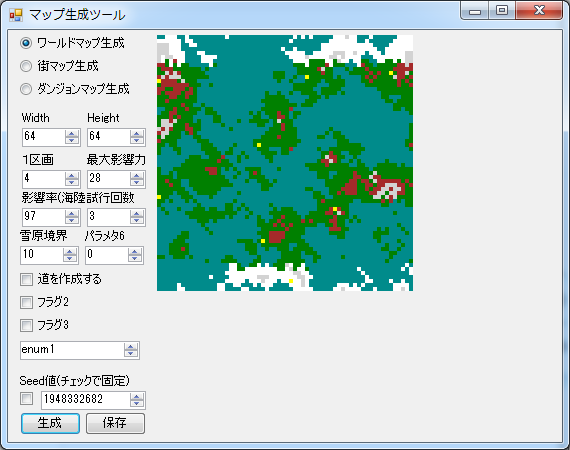 マップ生成ツール
ワールドマップ生成
街マップ生成
ダンジョンマップ生成
Width Height
64 64
1区画 最大影響力
4 28
影響率(海陸試行回数
97 3
雪原境界 パラメタ6
10 0
道を作成する
フラグ2
フラグ3
enum1
Seed値(チェックで固定)
1948332682
生成 保存